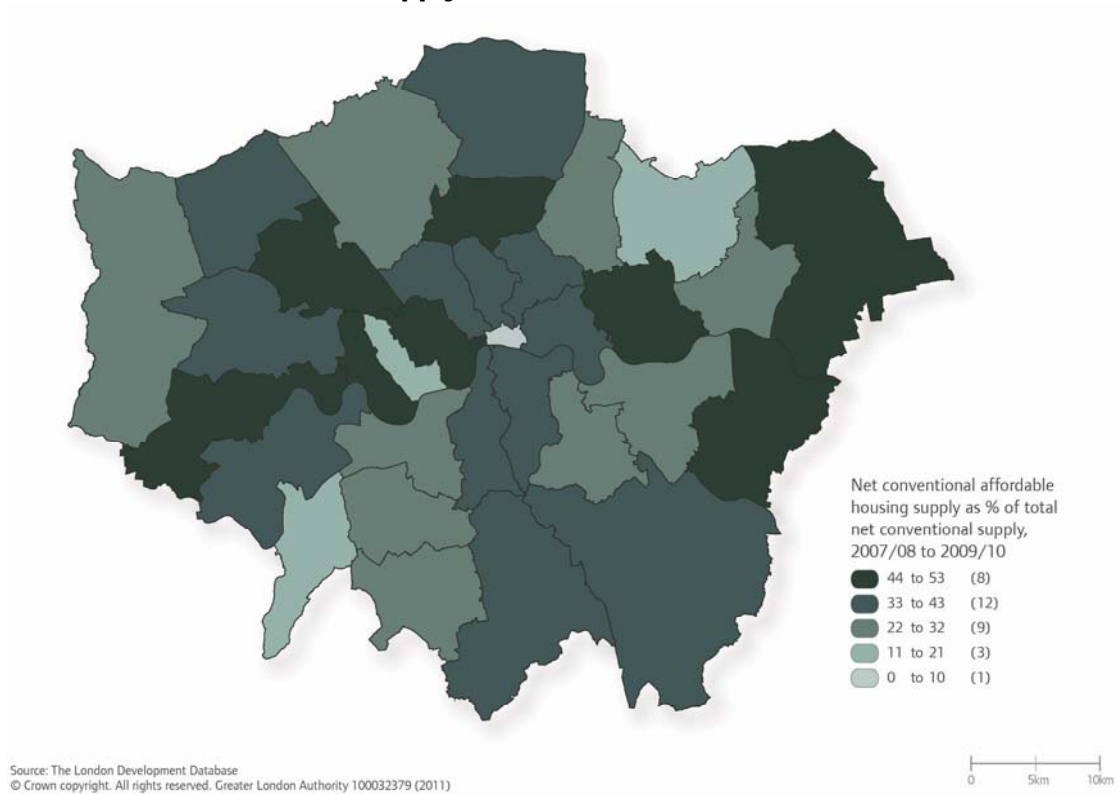 Net conventional affordable
housing supply as % of total
net conventional supply,
2007/08 to 2009/10
44 to 53 (8)
33 to 43 (12)
22 to 32 (9)
11 to 21 (3)
0 to 10 (1)
Source: The London Development Database
© Crown copyright. All rights reserved. Greater London Authority 100032379 (2011)
0 5km 10km